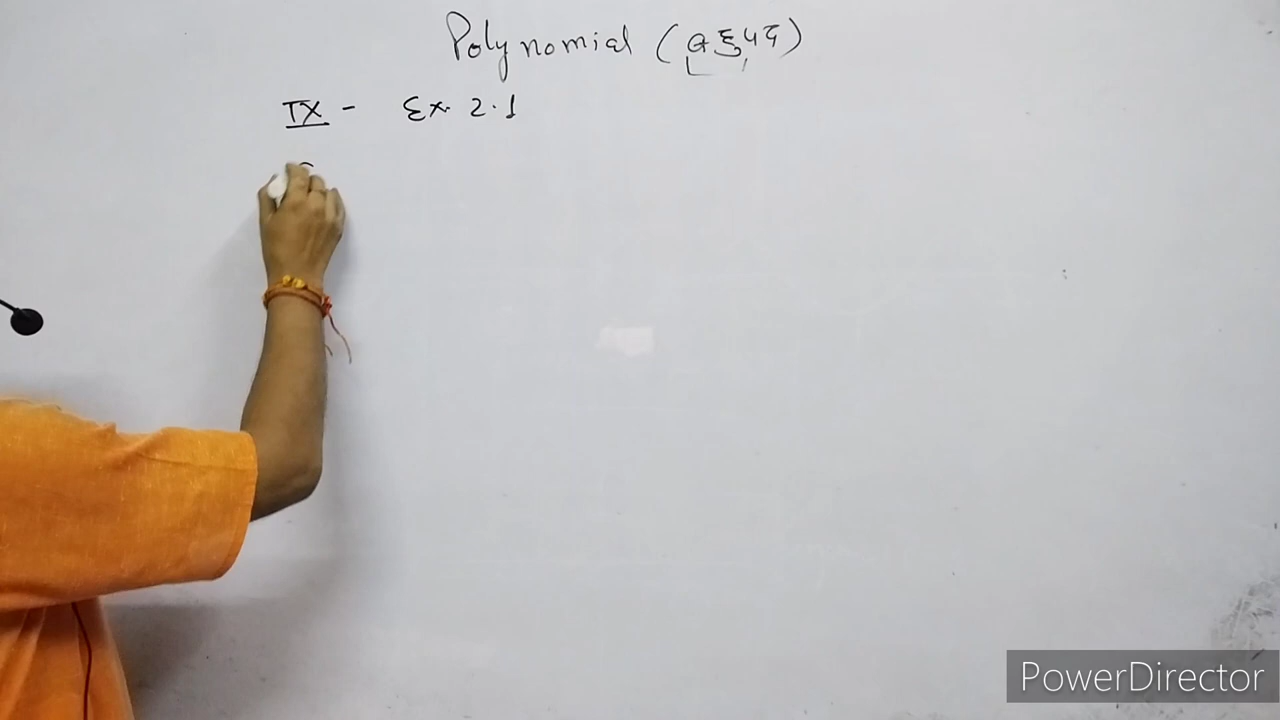 Polynomial (बहुपद)
IX - Ex. 2.1
PowerDirector